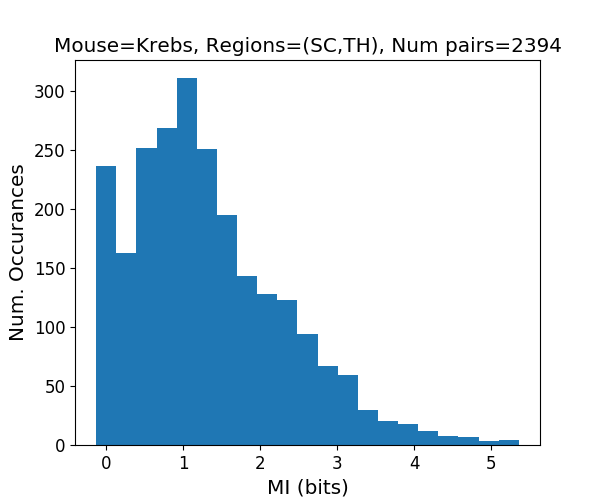 Mouse=Krebs, Regions=(SC,TH), Num pairs=2394
300
250
200
150
100
50
0
Num. Occurances
0 1 2 3 4 5
MI (bits)